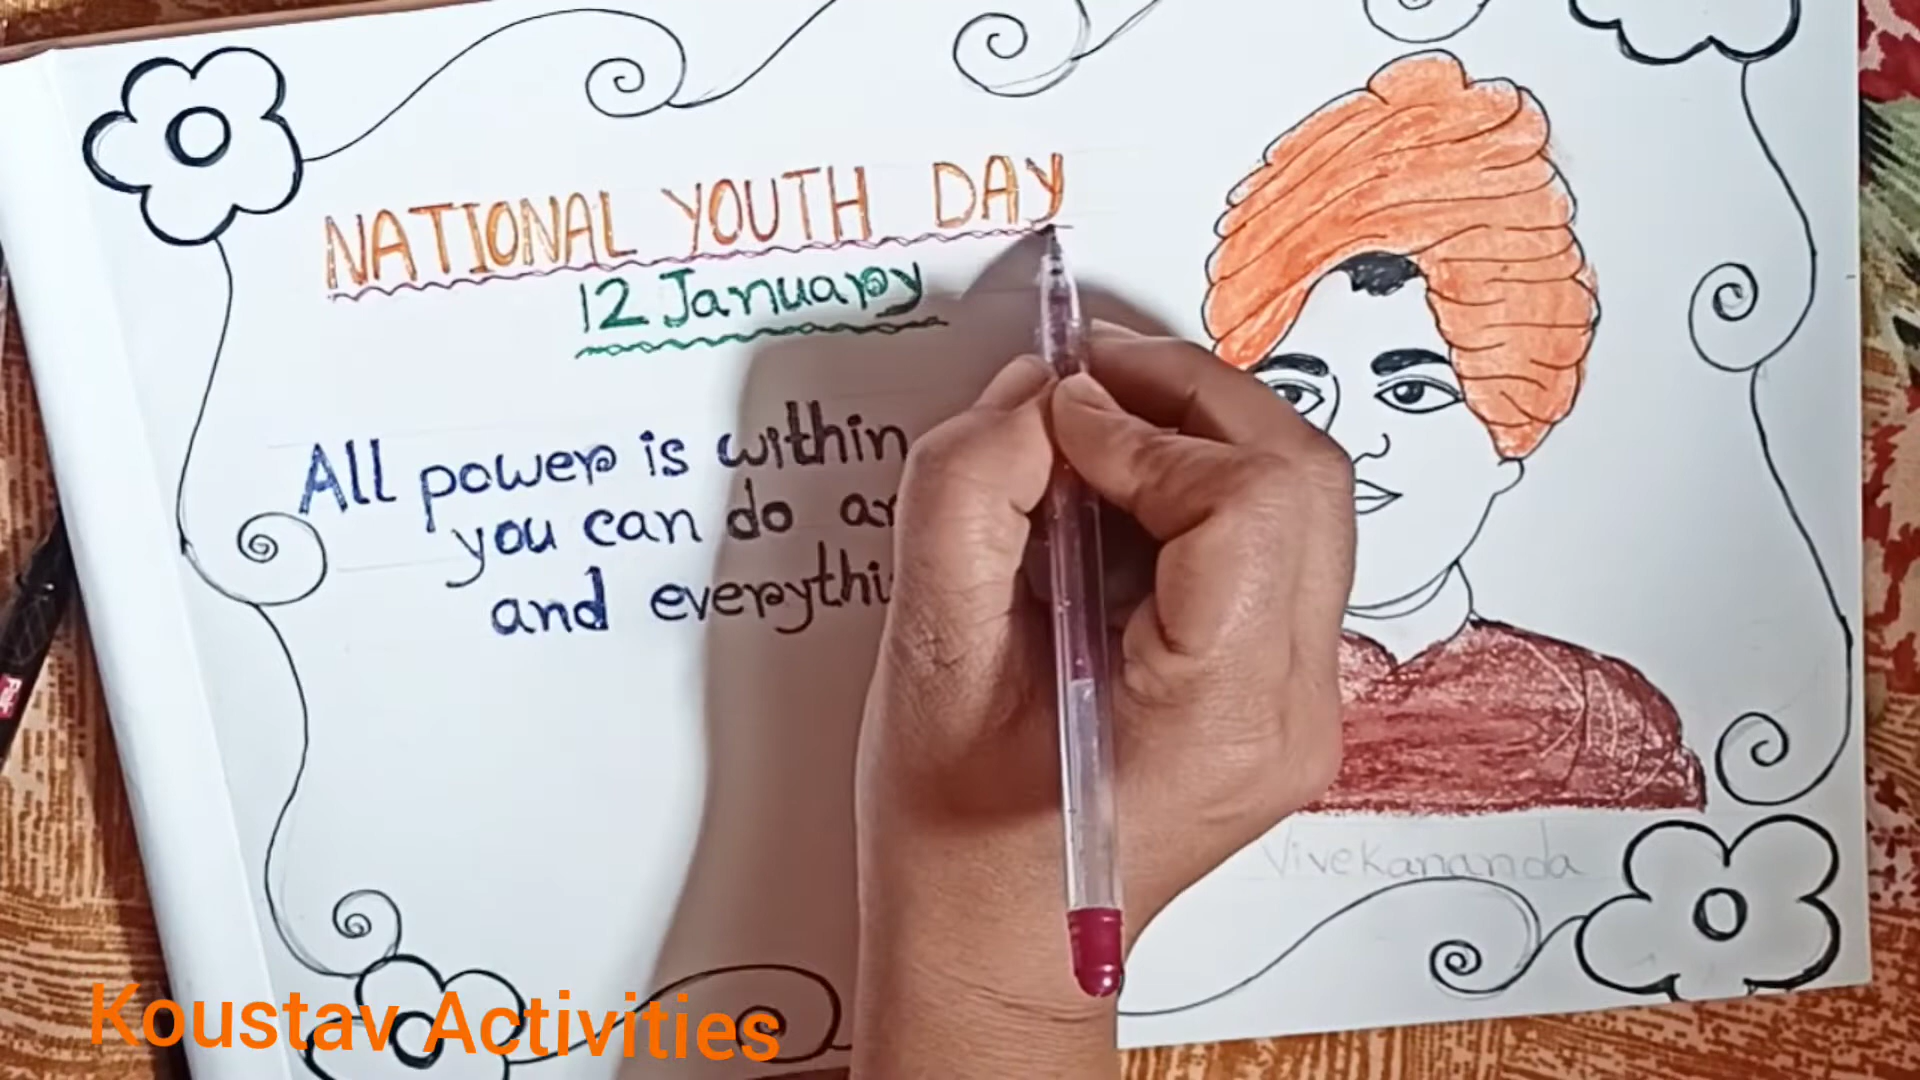 NATIONAL YOUTH DAY
12 January
All power is within
you can do
and
Vivekananda
Koustav Activities